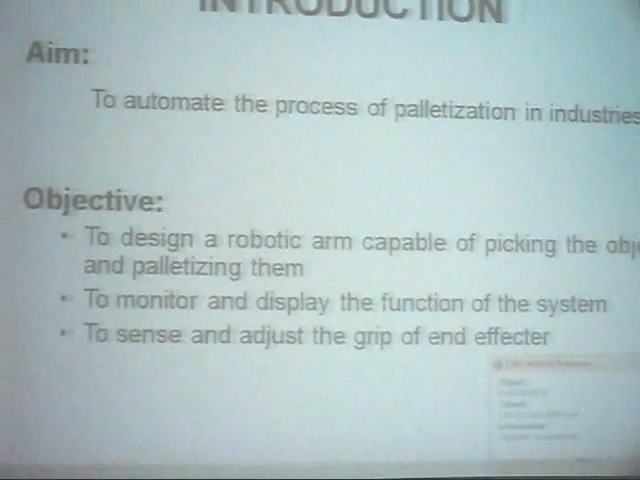 INTRODUCTION
Aim:
To automate the process of palletization in industries
Objective:
• To design a robotic arm capable of picking the obje
and palletizing them
• To monitor and display the function of the system
• To sense and adjust the grip of end effecter